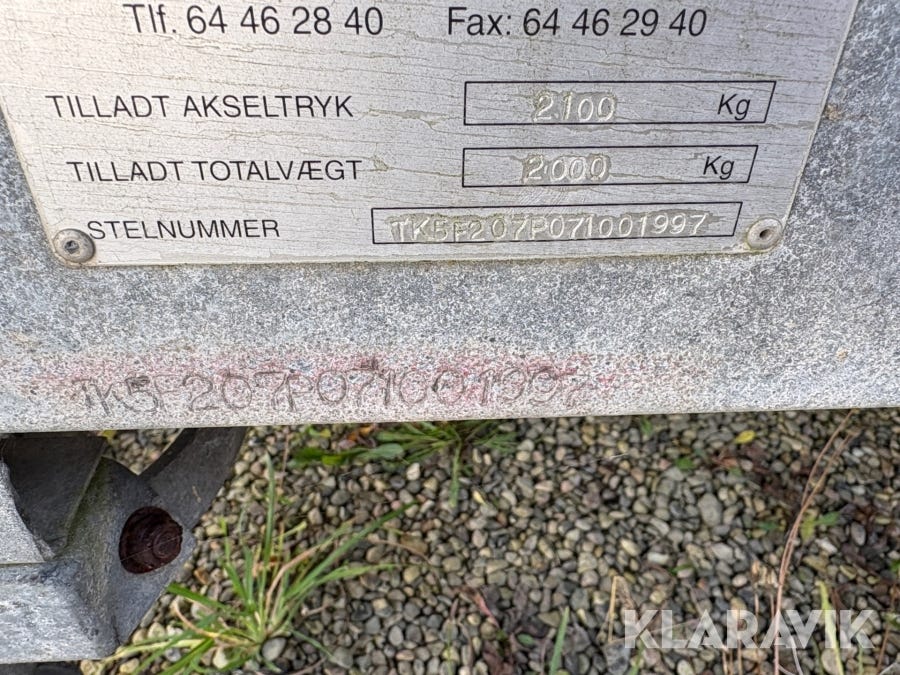 Tlf. 64 46 28 40 Fax: 64 46 29 40
TILLADT AKSELTRYK 2100 Kg
TILLADT TOTALVÆGT 2000 Kg
STELNUMMER TK5F207P071001997
TK5F207P071001997
KLARAVIK